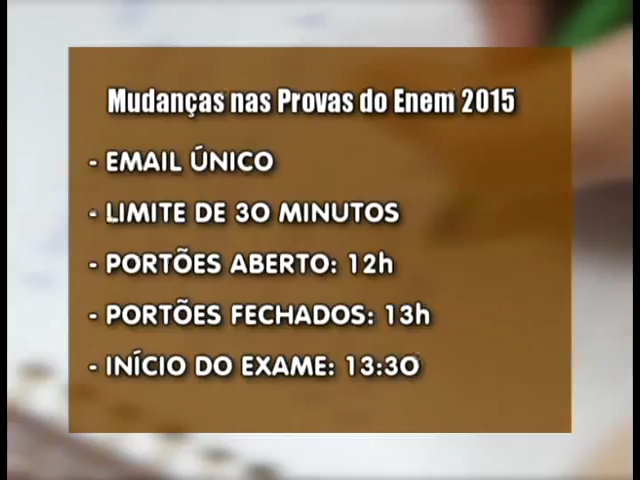 Mudanças nas Provas do Enem 2015
- EMAIL ÚNICO
- LIMITE DE 30 MINUTOS
- PORTÕES ABERTO: 12h
- PORTÕES FECHADOS: 13h
- INÍCIO DO EXAME: 13:30